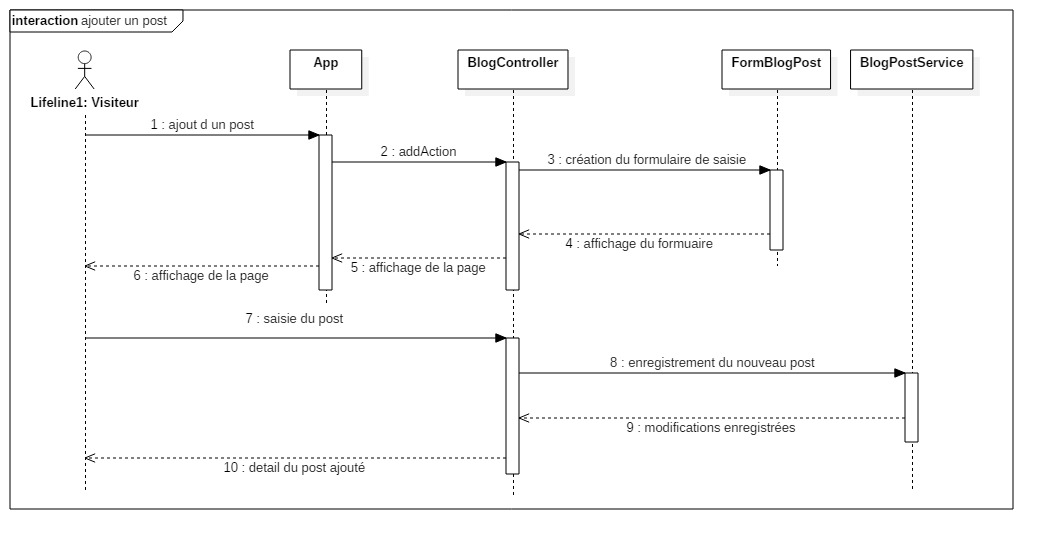 interaction ajouter un post
App
BlogController
FormBlogPost
BlogPostService
Lifeline1: Visiteur
1 : ajout d un post
2 : addAction
3 : création du formulaire de saisie
4 : affichage du formuaire
5 : affichage de la page
6 : affichage de la page
7 : saisie du post
8 : enregistrement du nouveau post
9 : modifications enregistrées
10 : detail du post ajouté